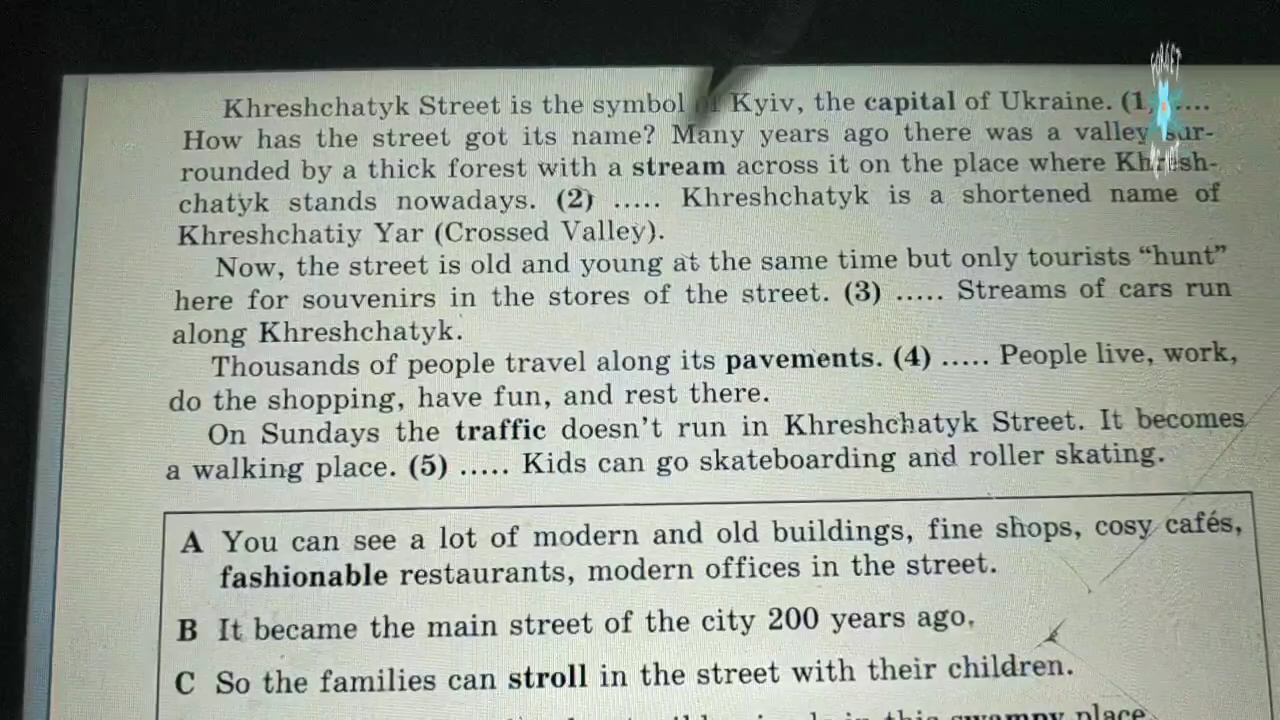 Khreshchatyk Street is the symbol Kyiv, the capital of Ukraine. (1 ....
How has the street got its name? Many years ago there was a valley sur-
rounded by a thick forest with a stream across it on the place where Khresh-
chatyk stands nowadays. (2) ..... Khreshchatyk is a shortened name of
Khreshchatiy Yar (Crossed Valley).
Now, the street is old and young at the same time but only tourists “hunt”
here for souvenirs in the stores of the street. (3) ..... Streams of cars run
along Khreshchatyk.
Thousands of people travel along its pavements. (4) ..... People live, work,
do the shopping, have fun, and rest there.
On Sundays the traffic doesn’t run in Khreshchatyk Street. It becomes
a walking place. (5) ..... Kids can go skateboarding and roller skating.
A You can see a lot of modern and old buildings, fine shops, cosy cafés,
fashionable restaurants, modern offices in the street.
B It became the main street of the city 200 years ago.
C So the families can stroll in the street with their children.
in this swampy place